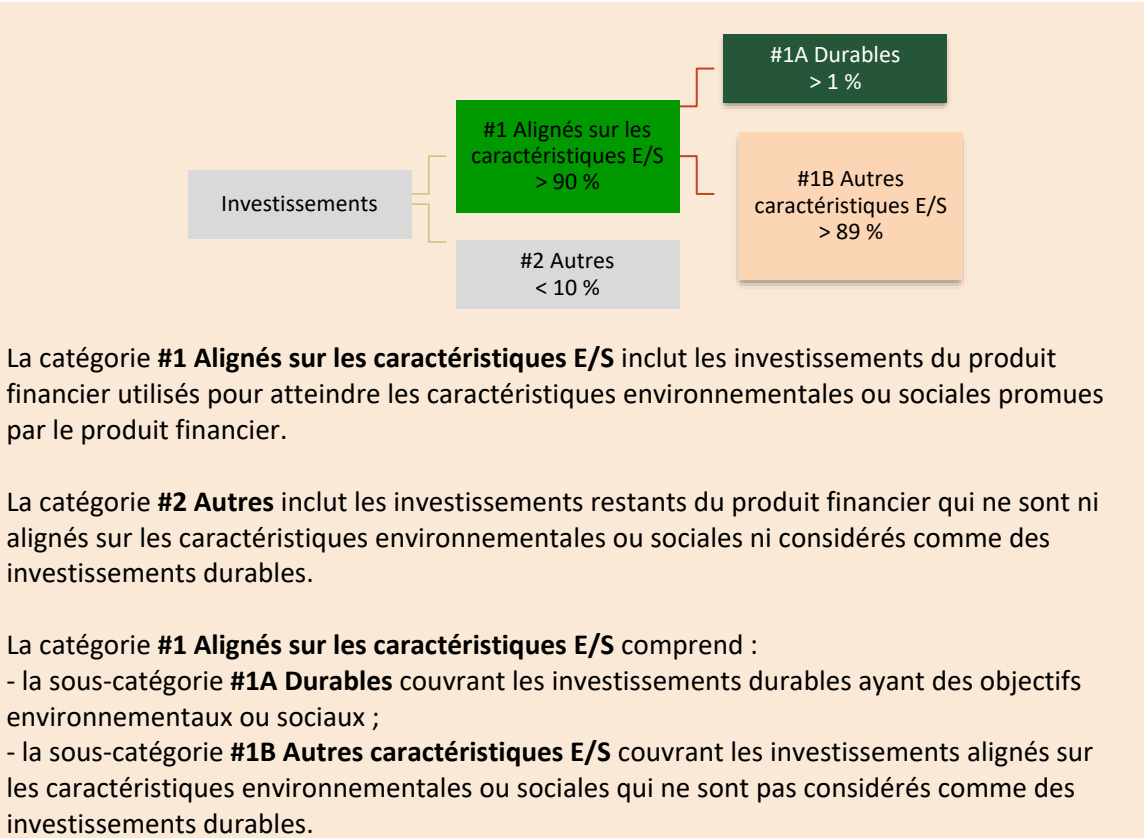 #1A Durables
> 1 %
#1 Alignés sur les
caractéristiques E/S
> 90 %
Investissements
#1B Autres
caractéristiques E/S
> 89 %
#2 Autres
< 10 %
La catégorie #1 Alignés sur les caractéristiques E/S inclut les investissements du produit
financier utilisés pour atteindre les caractéristiques environnementales ou sociales promues
par le produit financier.
La catégorie #2 Autres inclut les investissements restants du produit financier qui ne sont ni
alignés sur les caractéristiques environnementales ou sociales ni considérés comme des
investissements durables.
La catégorie #1 Alignés sur les caractéristiques E/S comprend :
- la sous-catégorie #1A Durables couvrant les investissements durables ayant des objectifs
environnementaux ou sociaux ;
- la sous-catégorie #1B Autres caractéristiques E/S couvrant les investissements alignés sur
les caractéristiques environnementales ou sociales qui ne sont pas considérés comme des
investissements durables.